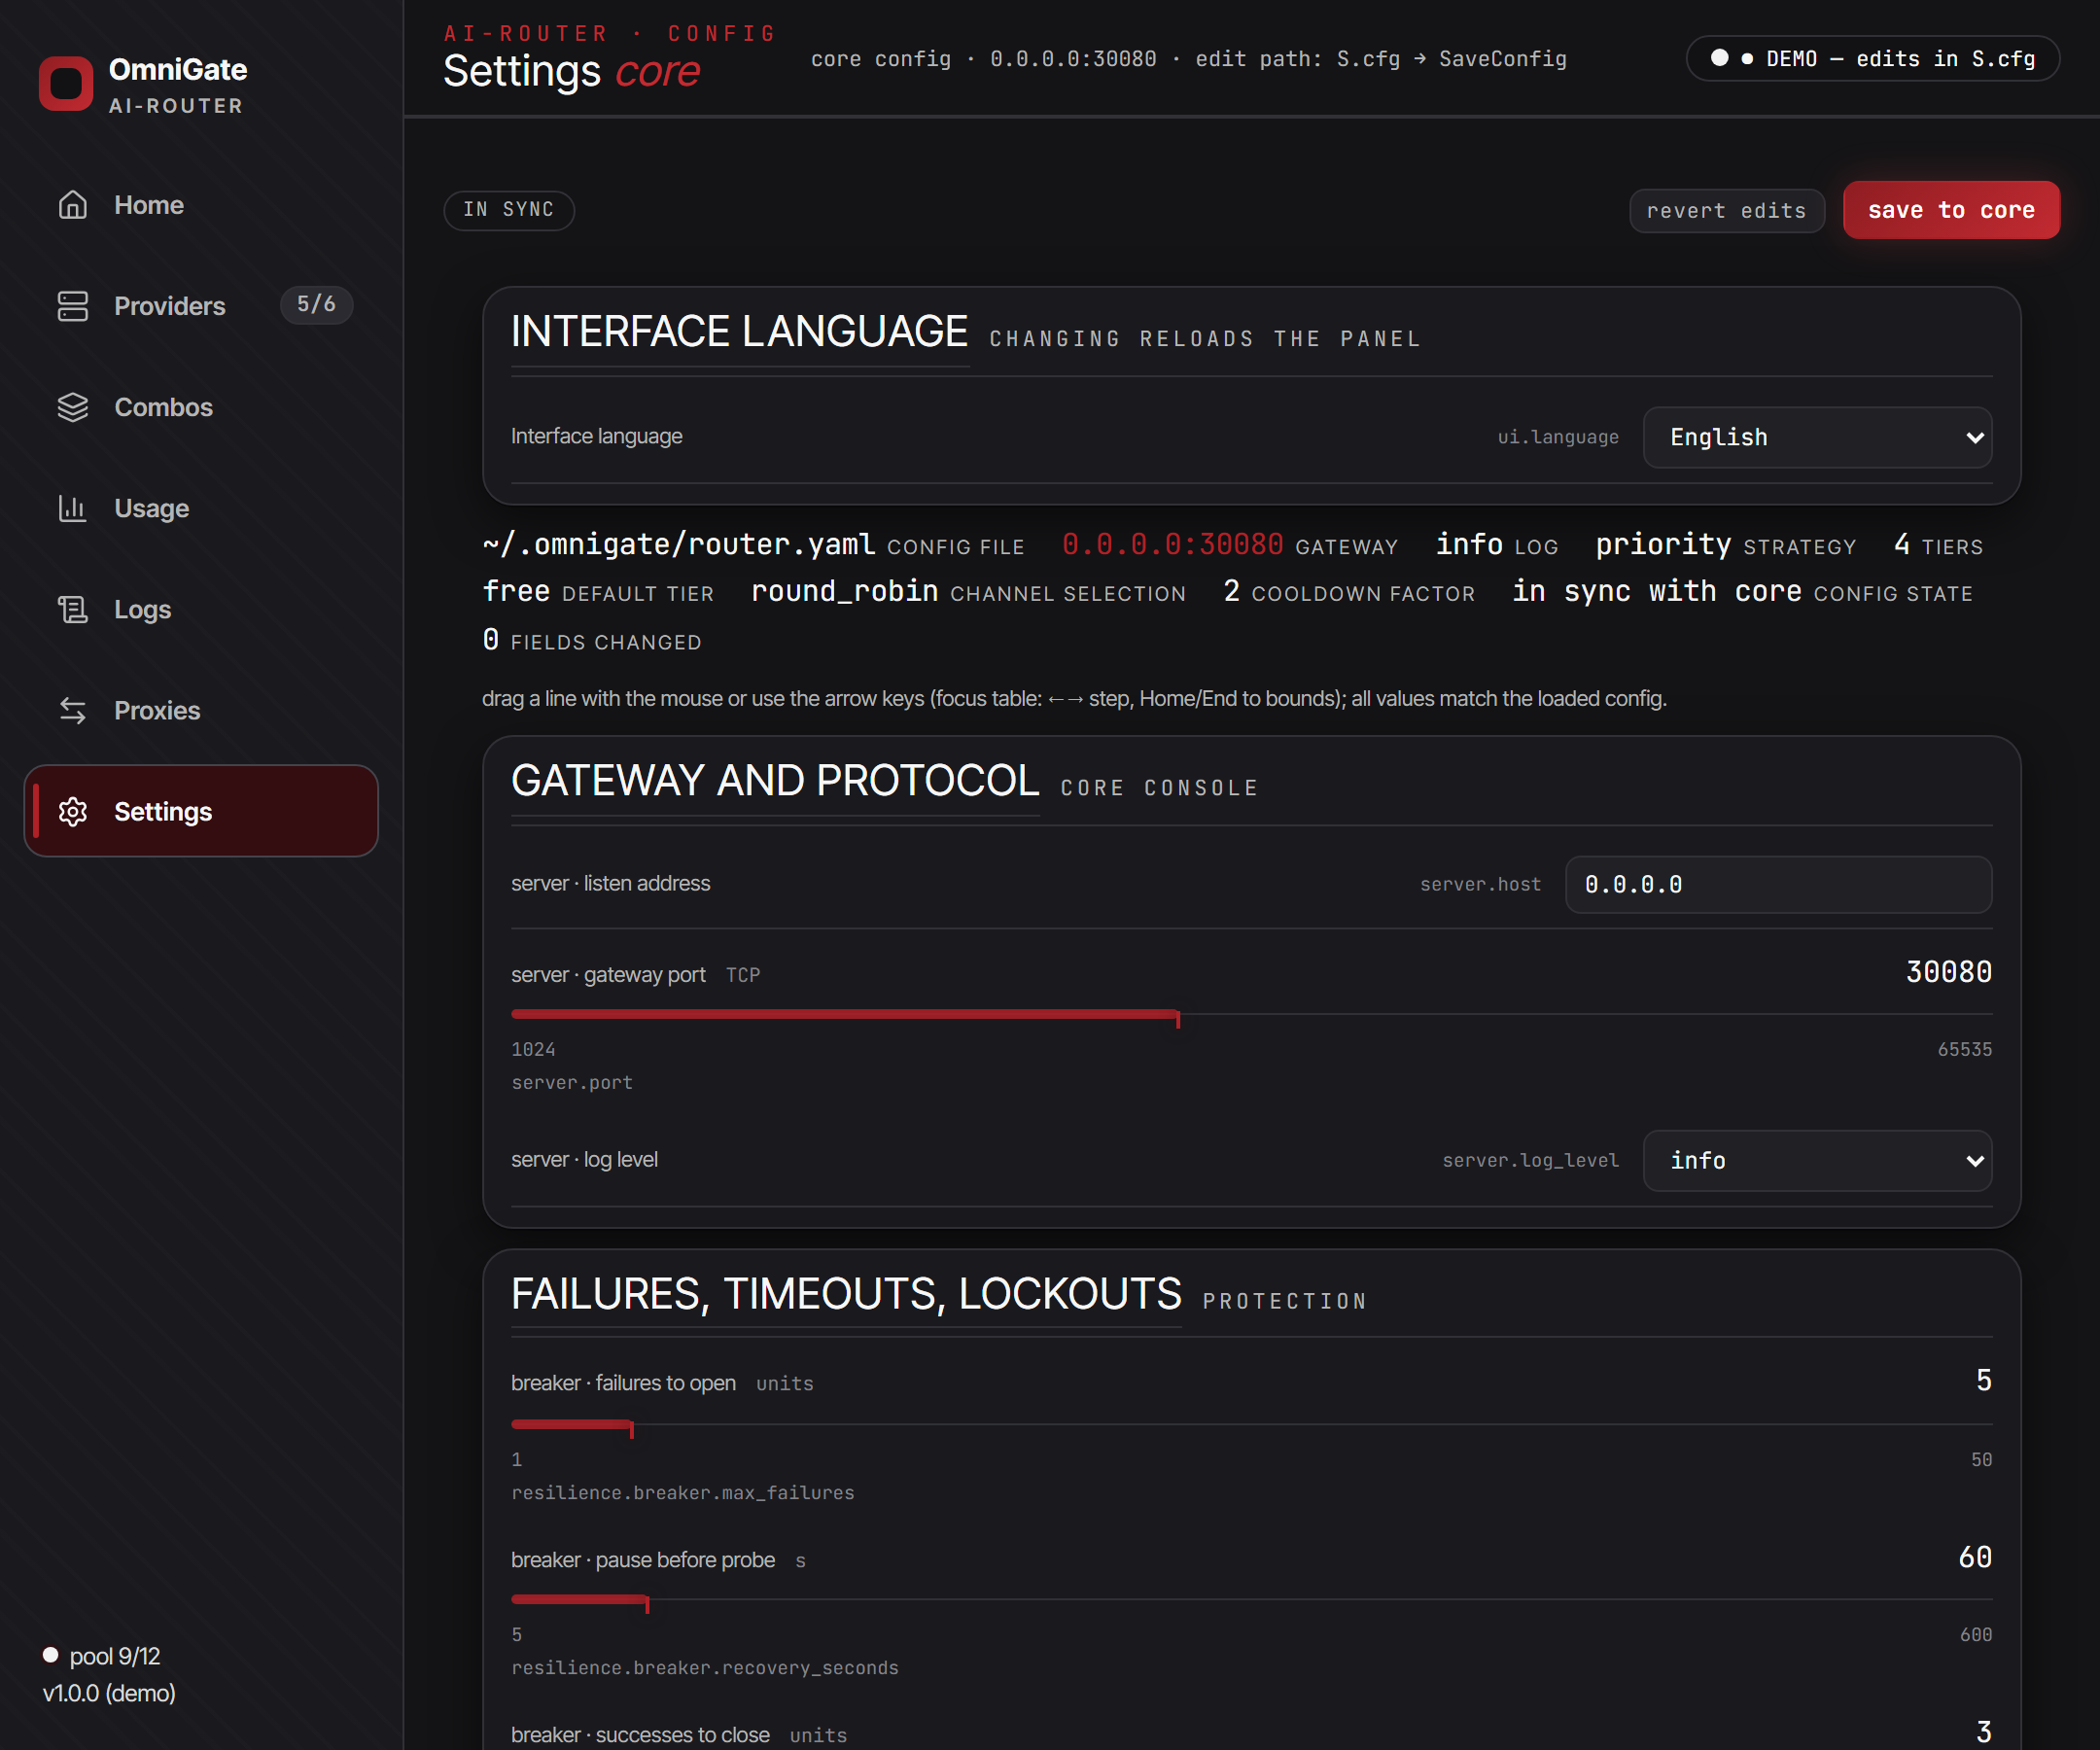 OmniGate
AI-ROUTER
Home
Providers 5/6
Combos
Usage
Logs
Proxies
Settings
pool 9/12
v1.0.0 (demo)
AI-ROUTER · CONFIG
Settings core
core config · 0.0.0.0:30080 · edit path: S.cfg → SaveConfig
● DEMO — edits in S.cfg
IN SYNC
revert edits
save to core
INTERFACE LANGUAGE CHANGING RELOADS THE PANEL
Interface language ui.language English
~/.omnigate/router.yaml CONFIG FILE 0.0.0.0:30080 GATEWAY info LOG priority STRATEGY 4 TIERS
free DEFAULT TIER round_robin CHANNEL SELECTION 2 COOLDOWN FACTOR in sync with core CONFIG STATE
0 FIELDS CHANGED
drag a line with the mouse or use the arrow keys (focus table: ←→ step, Home/End to bounds); all values match the loaded config.
GATEWAY AND PROTOCOL CORE CONSOLE
server · listen address server.host 0.0.0.0
server · gateway port TCP 30080
1024 65535
server.port
server · log level server.log_level info
FAILURES, TIMEOUTS, LOCKOUTS PROTECTION
breaker · failures to open units 5
1 50
resilience.breaker.max_failures
breaker · pause before probe s 60
5 600
resilience.breaker.recovery_seconds
breaker · successes to close units 3